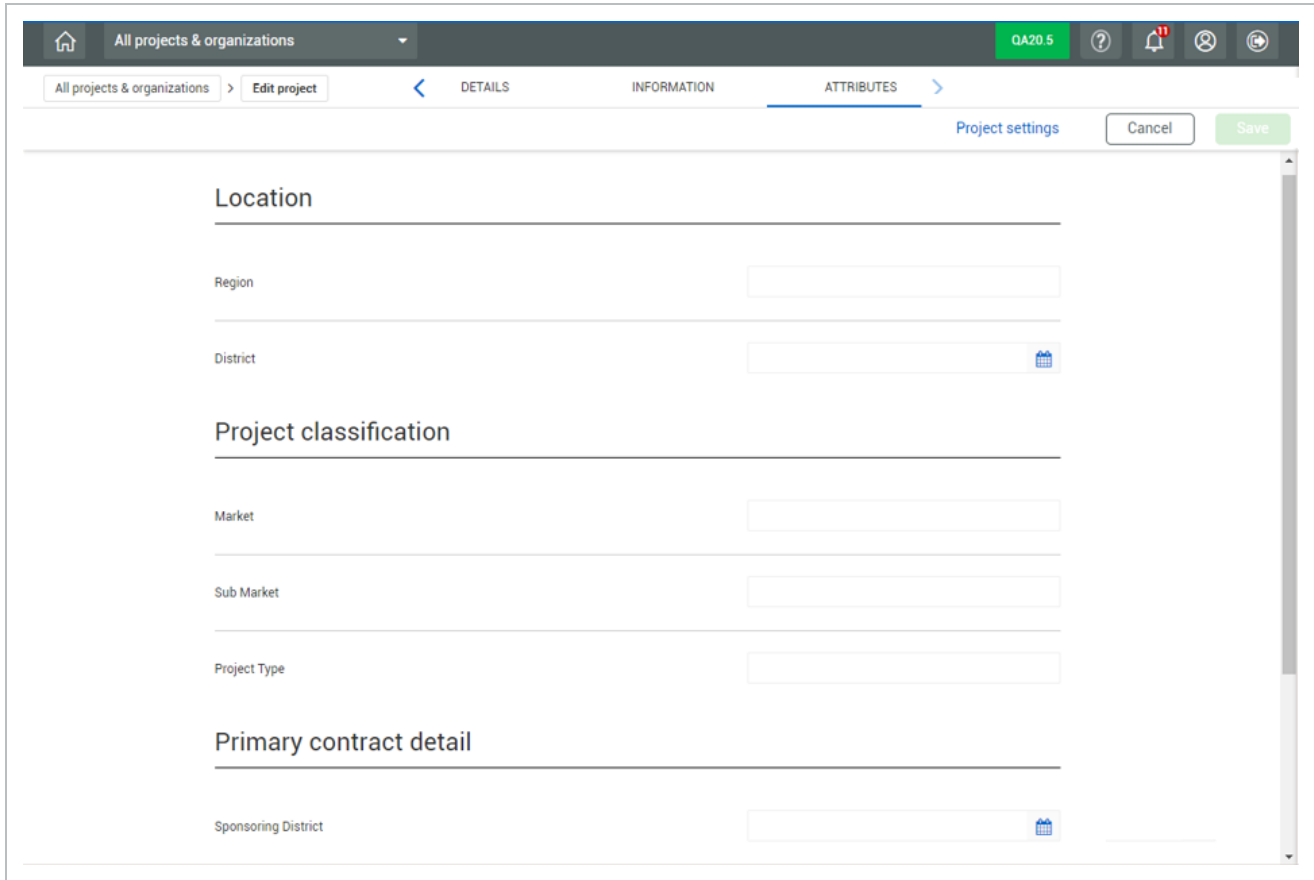 All projects & organizations QA20.5 11
All projects & organizations > Edit project DETAILS INFORMATION ATTRIBUTES
Project settings Cancel Save
Location
Region
District
Project classification
Market
Sub Market
Project Type
Primary contract detail
Sponsoring District